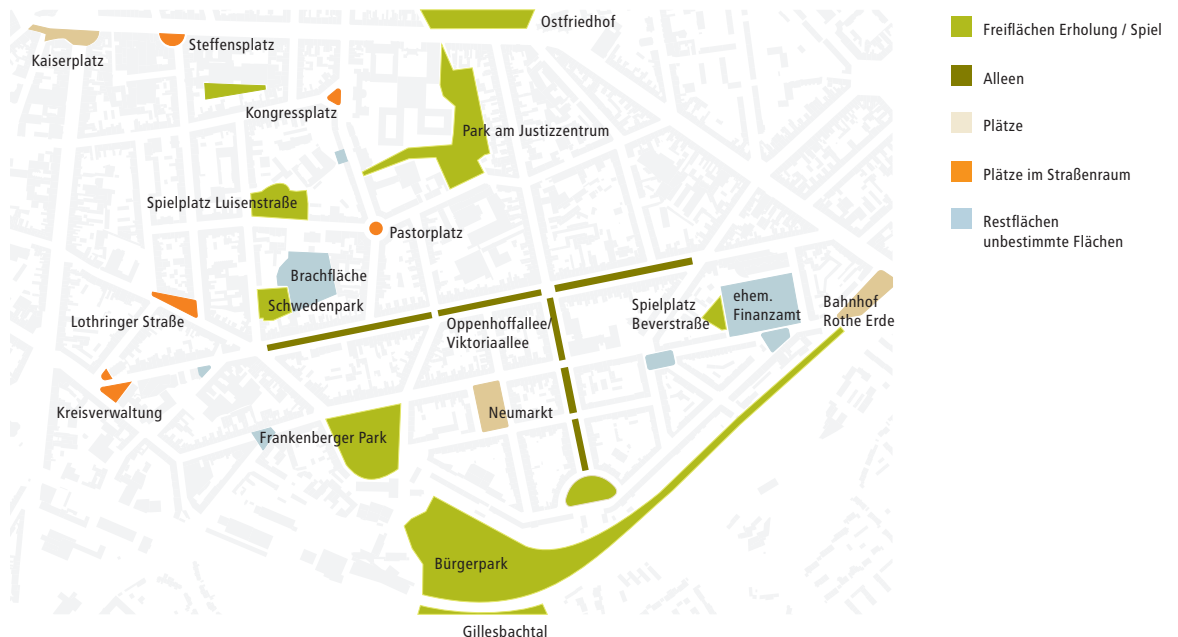 Ostfriedhof
Steffensplatz
Kaiserplatz
Kongressplatz
Park am Justizzentrum
Spielplatz Luisenstraße
Pastorplatz
Brachfläche
Schwedenpark
Lothringer Straße
Oppenhoffallee/
Viktoriaallee
Spielplatz
Beverstraße
ehem.
Finanzamt
Bahnhof
Rothe Erde
Kreisverwaltung
Neumarkt
Frankenberger Park
Bürgerpark
Gillesbachtal
Freiflächen Erholung / Spiel
Alleen
Plätze
Plätze im Straßenraum
Restflächen
unbestimmte Flächen